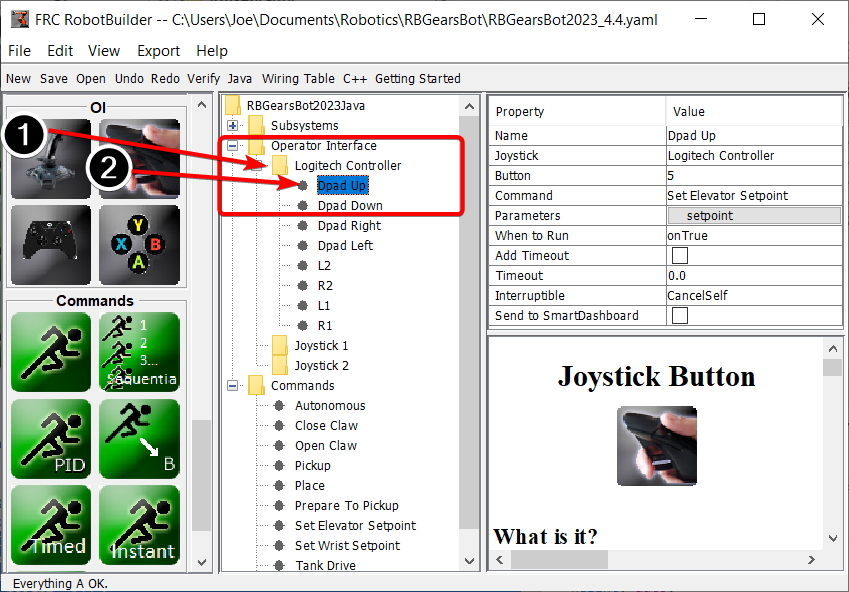 FRC RobotBuilder -- C:\Users\Joe\Documents\Robotics\RBGearsBot\RBGearsBot2023_4.4.yaml
File Edit View Export Help
New Save Open Undo Redo Verify Java Wiring Table C++ Getting Started
OI
1
2
Y
X B
A
Commands
1
2
3...
Sequentia
PID
B
Timed
Instant
RBGearsBot2023Java
Subsystems
Operator Interface
Logitech Controller
Dpad Up
Dpad Down
Dpad Right
Dpad Left
L2
R2
L1
R1
Joystick 1
Joystick 2
Commands
Autonomous
Close Claw
Open Claw
Pickup
Place
Prepare To Pickup
Set Elevator Setpoint
Set Wrist Setpoint
Tank Drive
Property Value
Name Dpad Up
Joystick Logitech Controller
Button 5
Command Set Elevator Setpoint
Parameters setpoint
When to Run onTrue
Add Timeout
Timeout 0.0
Interruptible CancelSelf
Send to SmartDashboard
Joystick Button
What is it?
Everything A OK.